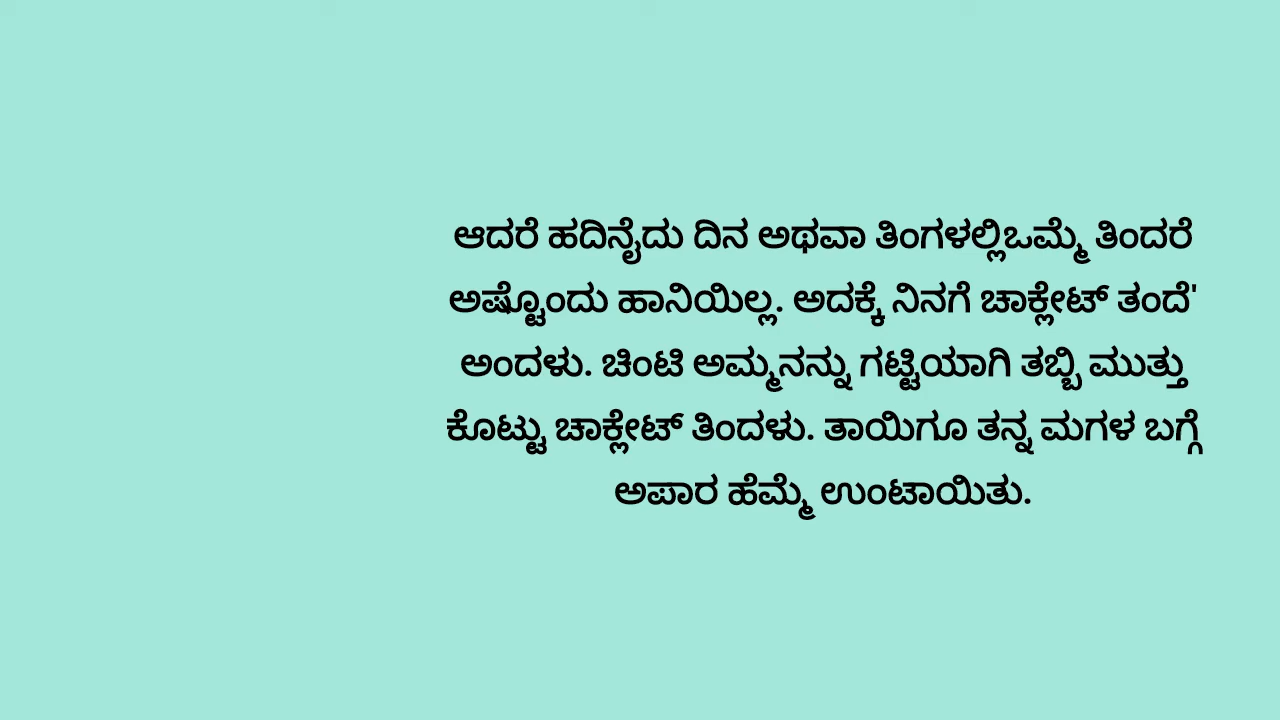 ಆದರೆ ಹದಿನೈದು ದಿನ ಅಥವಾ ತಿಂಗಳಲ್ಲಿಒಮ್ಮೆ ತಿಂದರೆ
ಅಷ್ಟೊಂದು ಹಾನಿಯಿಲ್ಲ. ಅದಕ್ಕೆ ನಿನಗೆ ಚಾಕ್ಲೇಟ್ ತಂದೆ'
ಅಂದಳು. ಚಿಂಟಿ ಅಮ್ಮನನ್ನು ಗಟ್ಟಿಯಾಗಿ ತಬ್ಬಿ ಮುತ್ತು
ಕೊಟ್ಟು ಚಾಕ್ಲೇಟ್ ತಿಂದಳು. ತಾಯಿಗೂ ತನ್ನ ಮಗಳ ಬಗ್ಗೆ
ಅಪಾರ ಹೆಮ್ಮೆ ಉಂಟಾಯಿತು.